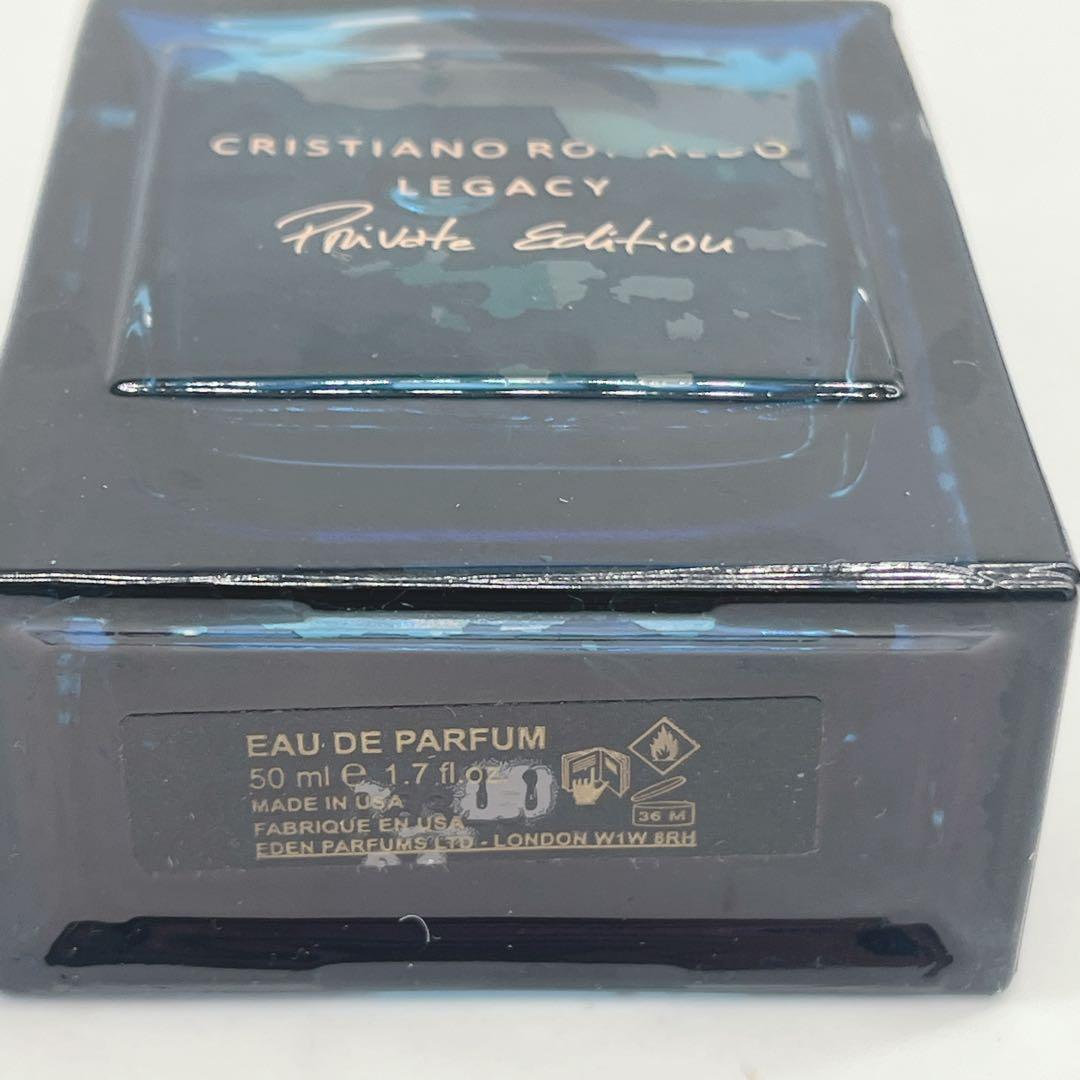 CRISTIANO RONALDO
LEGACY
Private Edition
EAU DE PARFUM
50 ml e 1.7 fl.oz
MADE IN USA
FABRIQUE EN USA
EDEN PARFUMS LTD - LONDON W1W 8RH
36 M